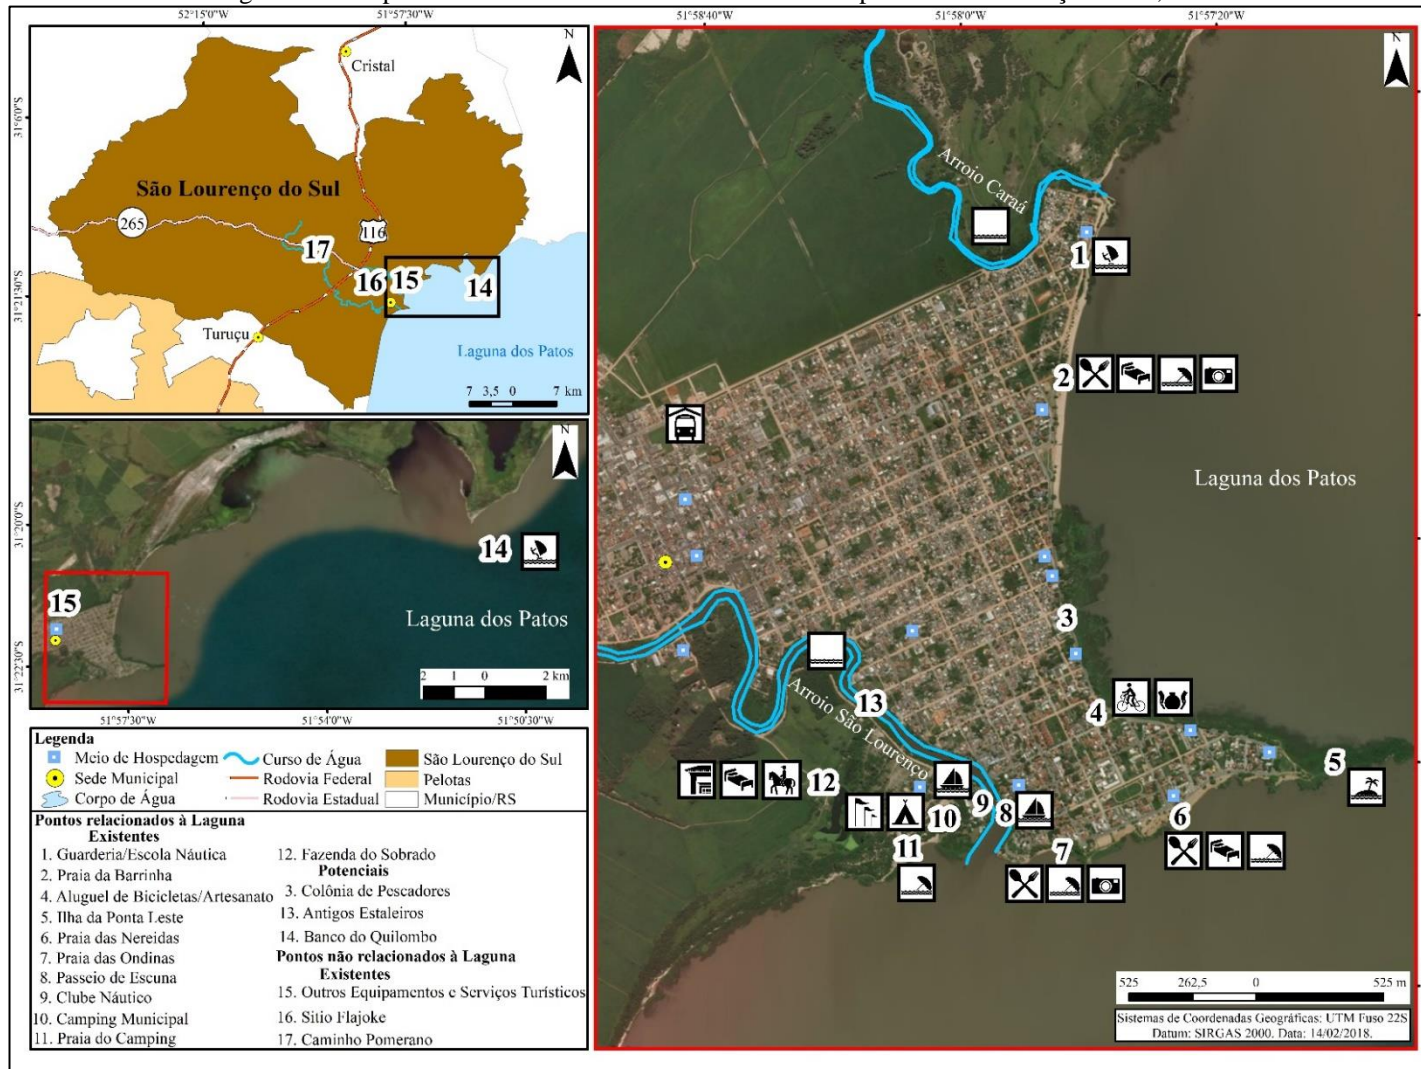 52°15'0"W
51°57'30"W
31°6'0"S
31°21'30"S
N
Cristal
São Lourenço do Sul
265
116
17
16
15
14
Turuçu
Laguna dos Patos
7 3,5 0 7 km
N
31°20'0"S
31°22'30"S
14
15
Laguna dos Patos
2 1 0 2 km
51°57'30"W
51°54'0"W
51°50'30"W
Legenda
Meio de Hospedagem
Curso de Água
São Lourenço do Sul
Sede Municipal
Rodovia Federal
Pelotas
Corpo de Água
Rodovia Estadual
Município/RS
Pontos relacionados à Laguna
Existentes
1. Guarderia/Escola Náutica
2. Praia da Barrinha
4. Aluguel de Bicicletas/Artesanato
5. Ilha da Ponta Leste
6. Praia das Nereidas
7. Praia das Ondinas
8. Passeio de Escuna
9. Clube Náutico
10. Camping Municipal
11. Praia do Camping
12. Fazenda do Sobrado
Potenciais
3. Colônia de Pescadores
13. Antigos Estaleiros
14. Banco do Quilombo
Pontos não relacionados à Laguna
Existentes
15. Outros Equipamentos e Serviços Turísticos
16. Sitio Flajoke
17. Caminho Pomerano
51°58'40"W
51°58'0"W
51°57'20"W
N
Arroio Caraá
1
2
Laguna dos Patos
3
4
13
Arroio São Lourenço
12
5
9
8
10
6
11
7
525 262,5 0 525 m
Sistemas de Coordenadas Geográficas: UTM Fuso 22S
Datum: SIRGAS 2000. Data: 14/02/2018.